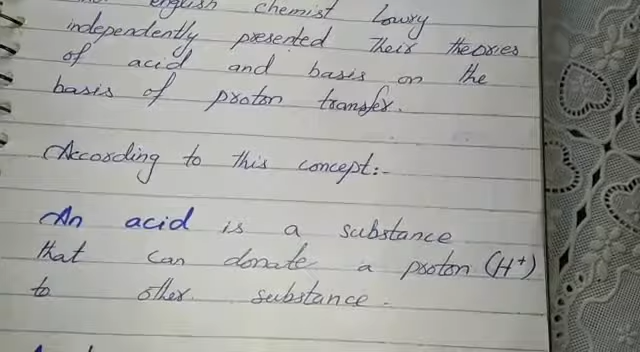 english chemist Lowry
independently presented their theories
of acid and basis on the
basis of proton transfer.
According to this concept:-
An acid is a substance
that can donate a proton (H⁺)
to other substance.